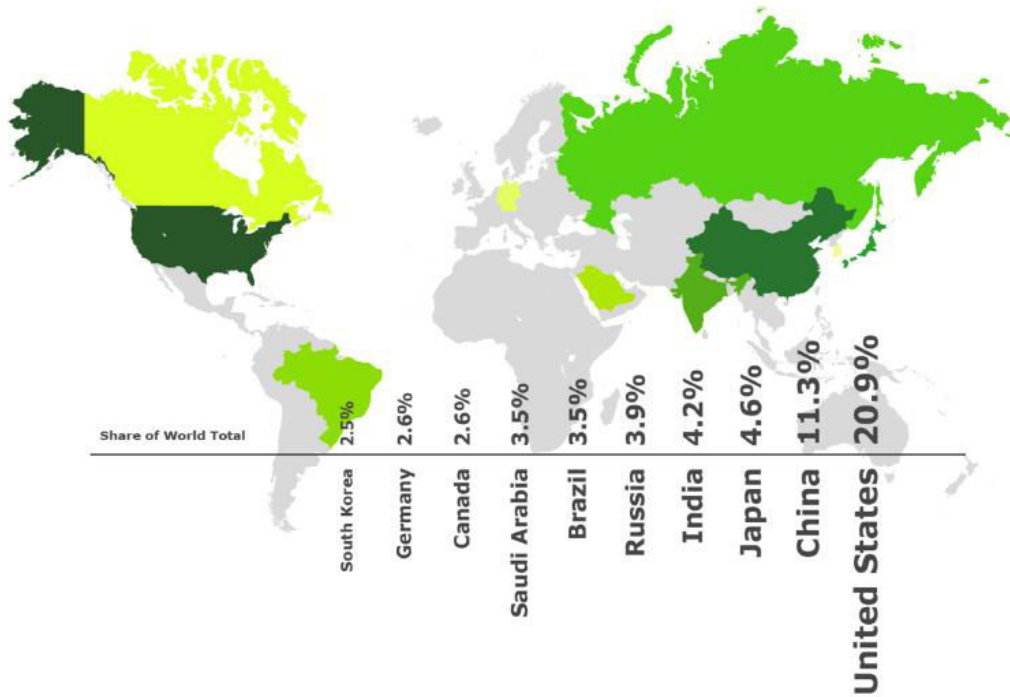 Share of World Total
2.5%
2.6%
2.6%
3.5%
3.5%
3.9%
4.2%
4.6%
11.3%
20.9%
South Korea
Germany
Canada
Saudi Arabia
Brazil
Russia
India
Japan
China
United States